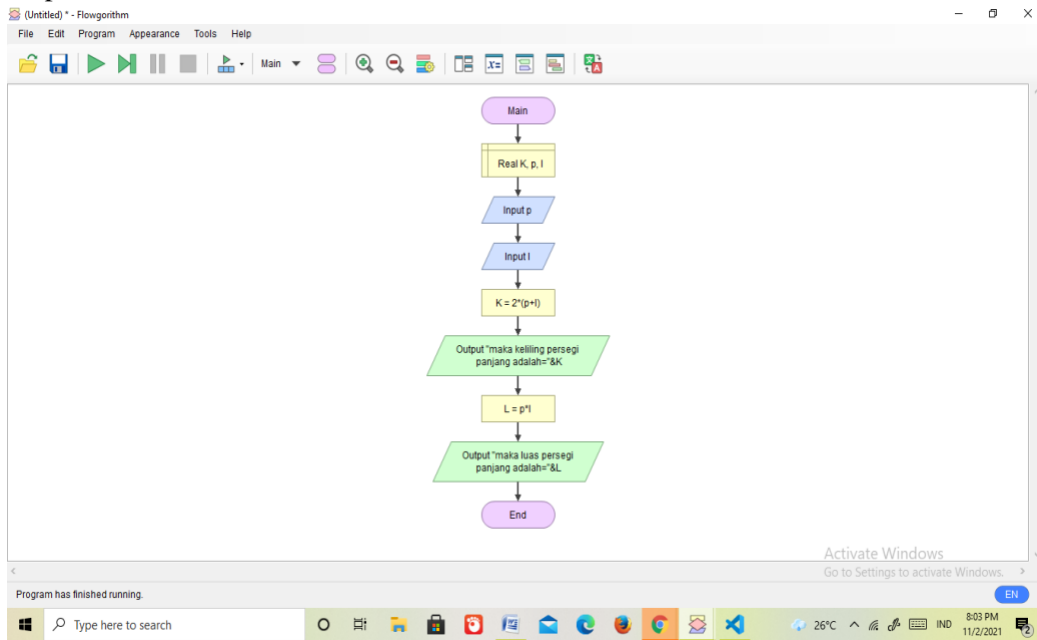 (Untitled) * - Flowgorithm
File Edit Program Appearance Tools Help
Main
Main
Real K, p, l
Input p
Input l
K = 2*(p+l)
Output "maka keliling persegi
panjang adalah="&K
L = p*l
Output "maka luas persegi
panjang adalah="&L
End
Activate Windows
Go to Settings to activate Windows.
Program has finished running.
EN
Type here to search
26°C
IND
8:03 PM
11/2/2021
2